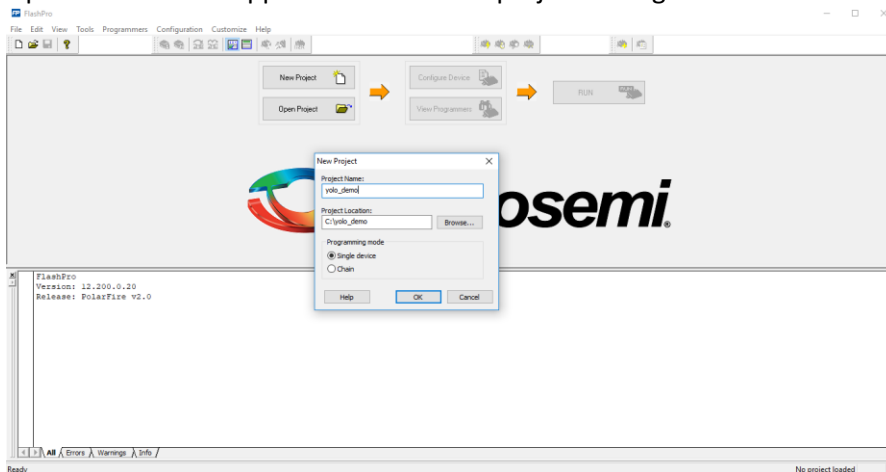 FlashPro
File Edit View Tools Programmers Configuration Customize Help
New Project
Open Project
Configure Device
View Programmers
RUN
New Project
Project Name:
yolo_demo
Project Location:
C:\yolo_demo
Browse...
Programming mode
Single device
Chain
Help OK Cancel
osemi
FlashPro
Version: 12.200.0.20
Release: PolarFire v2.0
All Errors Warnings Info
Ready
No project loaded